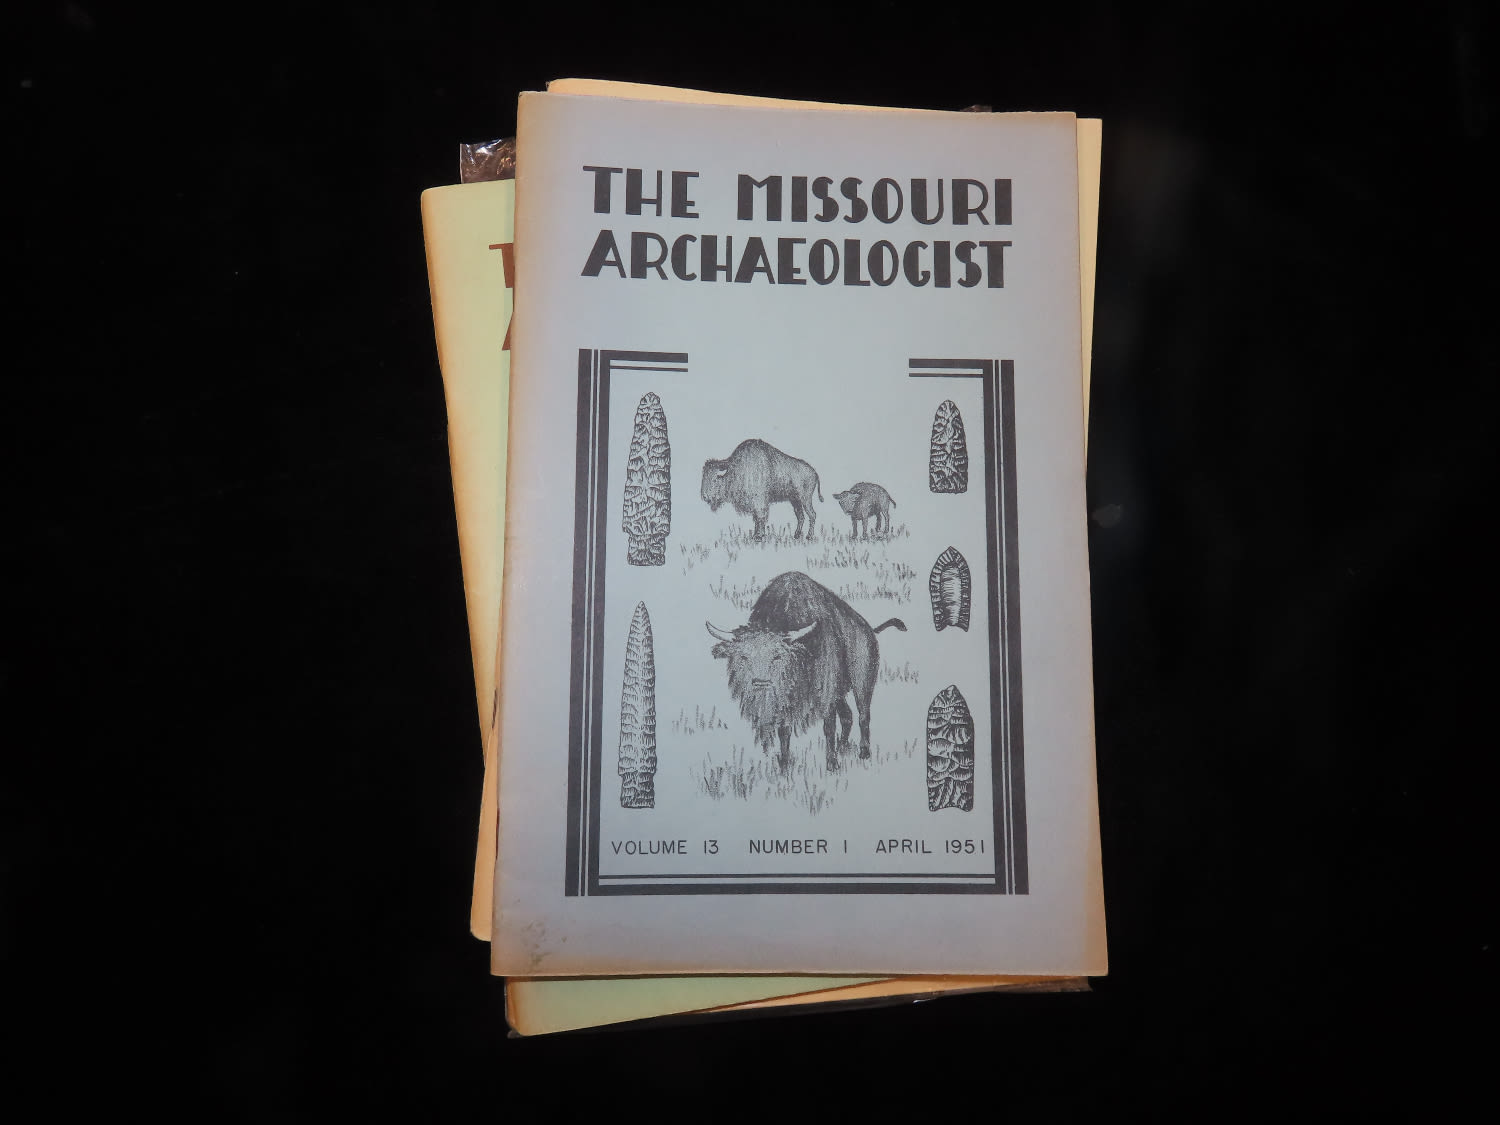 THE MISSOURI
ARCHAEOLOGIST
VOLUME 13 NUMBER 1 APRIL 1951